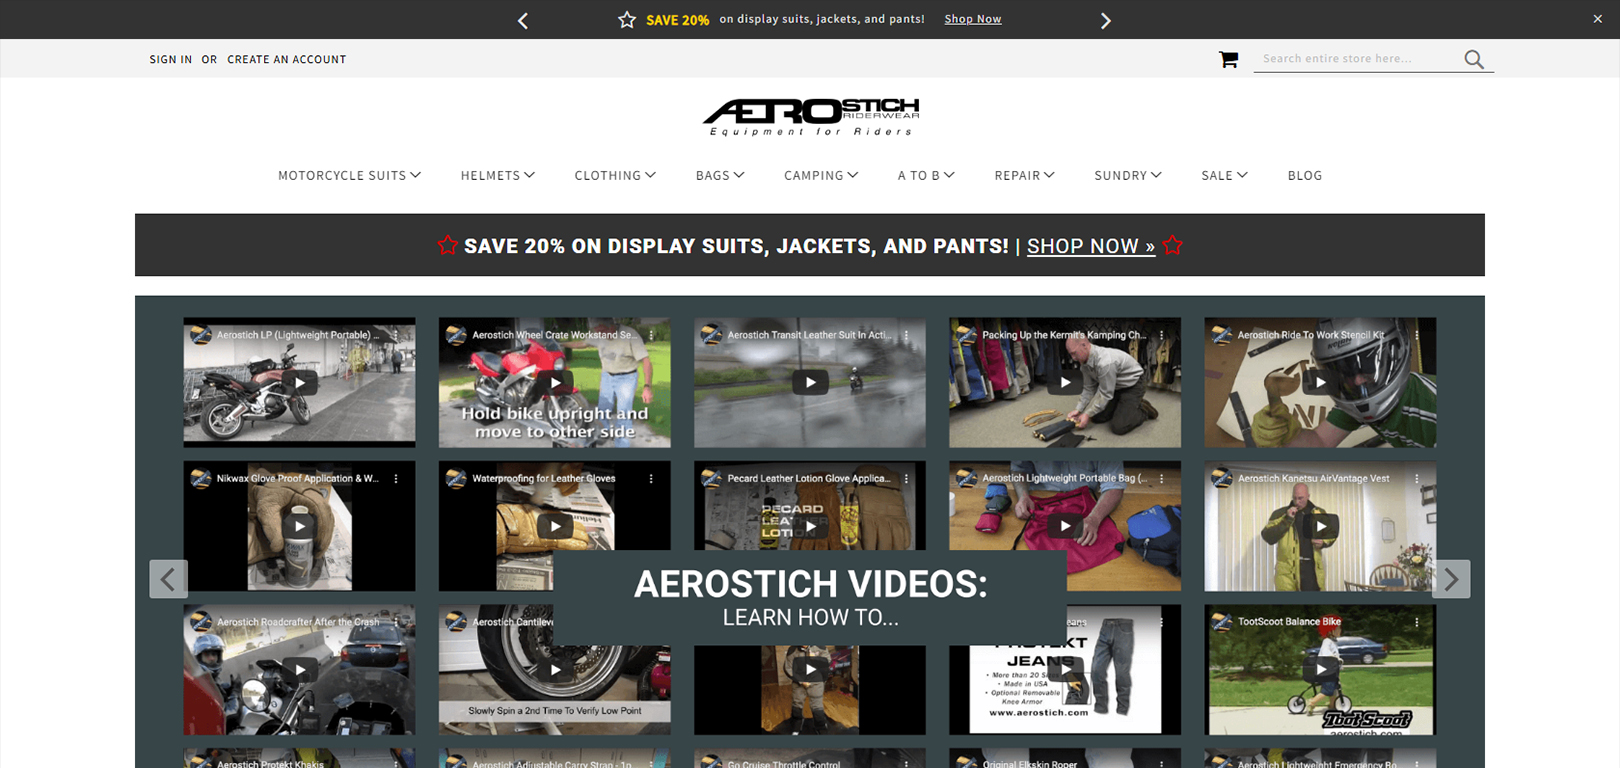 SAVE 20% on display suits, jackets, and pants! Shop Now
SIGN IN OR CREATE AN ACCOUNT
Search entire store here...
AEROSTICH
RIDERWEAR
Equipment for Riders
MOTORCYCLE SUITS HELMETS CLOTHING BAGS CAMPING A TO B REPAIR SUNDRY SALE BLOG
SAVE 20% ON DISPLAY SUITS, JACKETS, AND PANTS! | SHOP NOW »
Aerostich LP (Lightweight Portable) ...
Aerostich Wheel Crate Workstand Se...
Hold bike upright and
move to other side
Aerostich Transit Leather Suit In Acti...
Packing Up the Kermit's Kamping Ch...
Aerostich Ride To Work Stencil Kit
Nikwax Glove Proof Application & W...
Waterproofing for Leather Gloves
Pecard Leather Lotion Glove Applica...
PECARD
LEATHER
LOTION
Aerostich Lightweight Portable Bag (...
Aerostich Kanetsu AirVantage Vest
AEROSTICH VIDEOS:
LEARN HOW TO...
Aerostich Roadcrafter After the Crash
Aerostich Cantileve
Slowly Spin a 2nd Time To Verify Low Point
JEANS
• More than 20 Sizes
• Made in USA
• Optional Removable
Knee Armor
www.aerostich.com
TootScoot Balance Bike
TootScoot
aerostich.com
Aerostich Protekt Khakis
Aerostich Adjustable Carry Strap - 1o
Go Cruise Throttle Control
Original Elkskin Roper
Aerostich Lightweight Emergency Bo